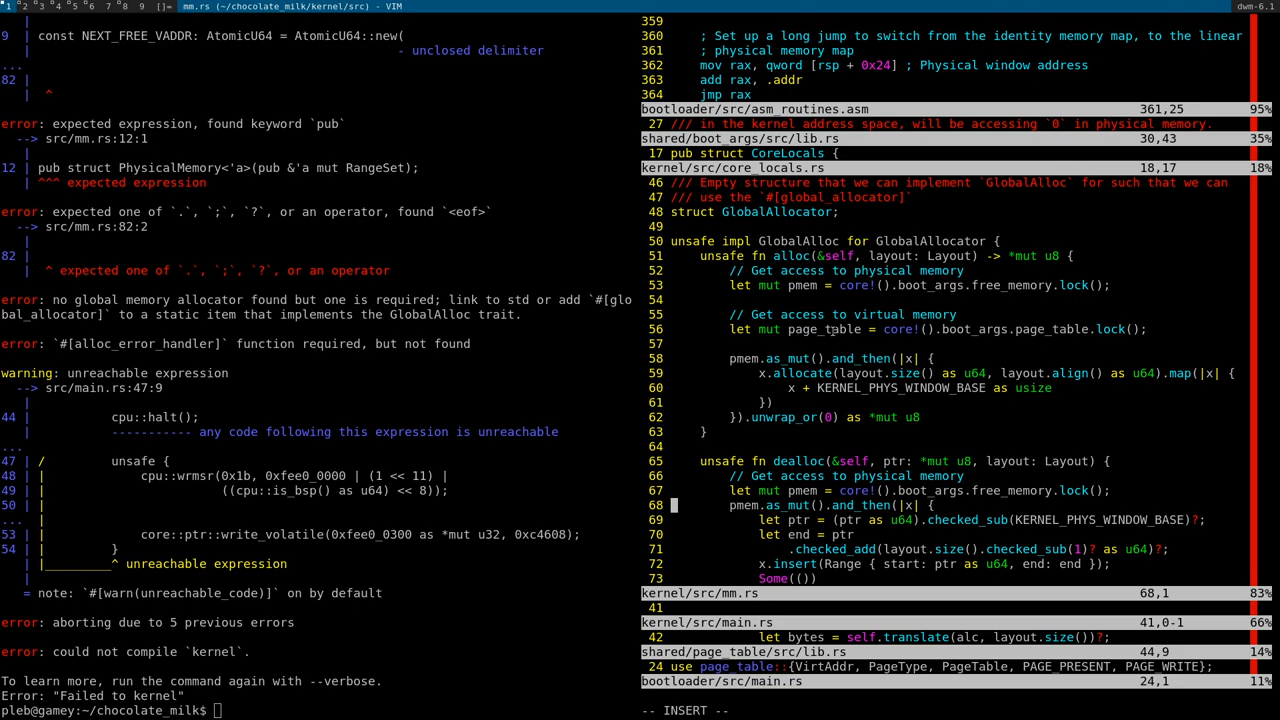 1 2 3 4 5 6 7 8 9 []= mm.rs (~/chocolate_milk/kernel/src) - VIM dwm-6.1
|
9 | const NEXT_FREE_VADDR: AtomicU64 = AtomicU64::new(
| - unclosed delimiter
...
82 |
| ^
error: expected expression, found keyword `pub`
--> src/mm.rs:12:1
|
12 | pub struct PhysicalMemory<'a>(pub &'a mut RangeSet);
| ^^^ expected expression
error: expected one of `.`, `;`, `?`, or an operator, found `<eof>`
--> src/mm.rs:82:2
|
82 |
| ^ expected one of `.`, `;`, `?`, or an operator
error: no global memory allocator found but one is required; link to std or add `#[glo
bal_allocator]` to a static item that implements the GlobalAlloc trait.
error: `#[alloc_error_handler]` function required, but not found
warning: unreachable expression
--> src/main.rs:47:9
|
44 | cpu::halt();
| ----------- any code following this expression is unreachable
...
47 | / unsafe {
48 | | cpu::wrmsr(0x1b, 0xfee0_0000 | (1 << 11) |
49 | | ((cpu::is_bsp() as u64) << 8));
50 | |
... |
53 | | core::ptr::write_volatile(0xfee0_0300 as *mut u32, 0xc4608);
54 | | }
| |_________^ unreachable expression
|
= note: `#[warn(unreachable_code)]` on by default
error: aborting due to 5 previous errors
error: could not compile `kernel`.
To learn more, run the command again with --verbose.
Error: "Failed to kernel"
pleb@gamey:~/chocolate_milk$
359
360 ; Set up a long jump to switch from the identity memory map, to the linear
361 ; physical memory map
362 mov rax, qword [rsp + 0x24] ; Physical window address
363 add rax, .addr
364 jmp rax
bootloader/src/asm_routines.asm 361,25 95%
27 /// in the kernel address space, will be accessing `0` in physical memory.
shared/boot_args/src/lib.rs 30,43 35%
17 pub struct CoreLocals {
kernel/src/core_locals.rs 18,17 18%
46 /// Empty structure that we can implement `GlobalAlloc` for such that we can
47 /// use the `#[global_allocator]`
48 struct GlobalAllocator;
49
50 unsafe impl GlobalAlloc for GlobalAllocator {
51 unsafe fn alloc(&self, layout: Layout) -> *mut u8 {
52 // Get access to physical memory
53 let mut pmem = core!().boot_args.free_memory.lock();
54
55 // Get access to virtual memory
56 let mut page_table = core!().boot_args.page_table.lock();
57
58 pmem.as_mut().and_then(|x| {
59 x.allocate(layout.size() as u64, layout.align() as u64).map(|x| {
60 x + KERNEL_PHYS_WINDOW_BASE as usize
61 })
62 }).unwrap_or(0) as *mut u8
63 }
64
65 unsafe fn dealloc(&self, ptr: *mut u8, layout: Layout) {
66 // Get access to physical memory
67 let mut pmem = core!().boot_args.free_memory.lock();
68 pmem.as_mut().and_then(|x| {
69 let ptr = (ptr as u64).checked_sub(KERNEL_PHYS_WINDOW_BASE)?;
70 let end = ptr
71 .checked_add(layout.size().checked_sub(1)? as u64)?;
72 x.insert(Range { start: ptr as u64, end: end });
73 Some(())
kernel/src/mm.rs 68,1 83%
41
kernel/src/main.rs 41,0-1 66%
42 let bytes = self.translate(alc, layout.size())?;
shared/page_table/src/lib.rs 44,9 14%
24 use page_table::{VirtAddr, PageType, PageTable, PAGE_PRESENT, PAGE_WRITE};
bootloader/src/main.rs 24,1 11%
-- INSERT --